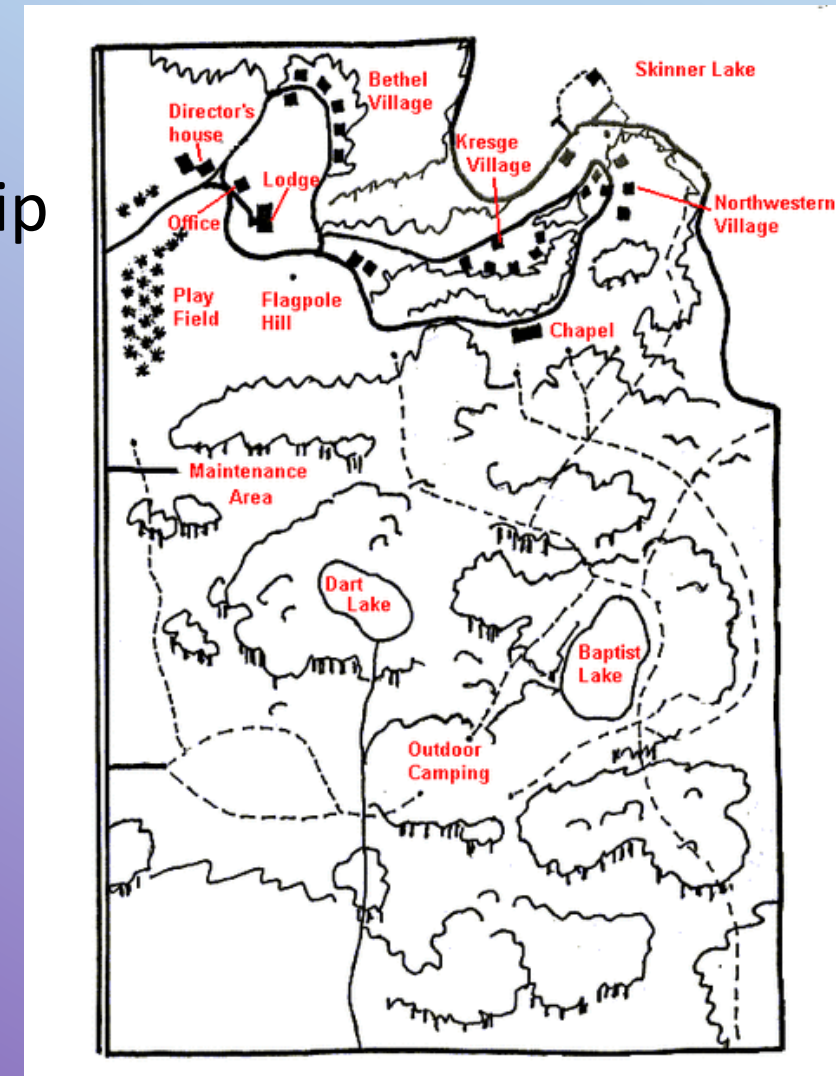 ip
Skinner Lake
Bethel
Village
Director's
house
Kresge
Village
Lodge
Office
Northwestern
Village
Play
Field
Flagpole
Hill
Chapel
Maintenance
Area
Dart
Lake
Baptist
Lake
Outdoor
Camping